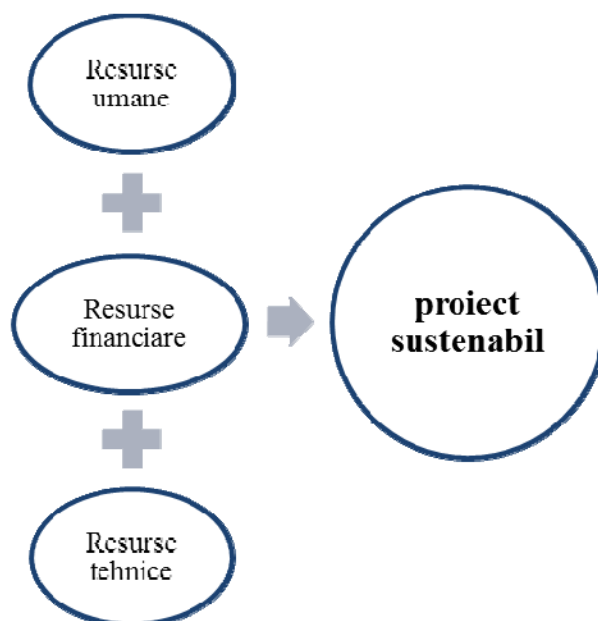 Resurse
umane
Resurse
financiare
Resurse
tehnice
proiect
sustenabil